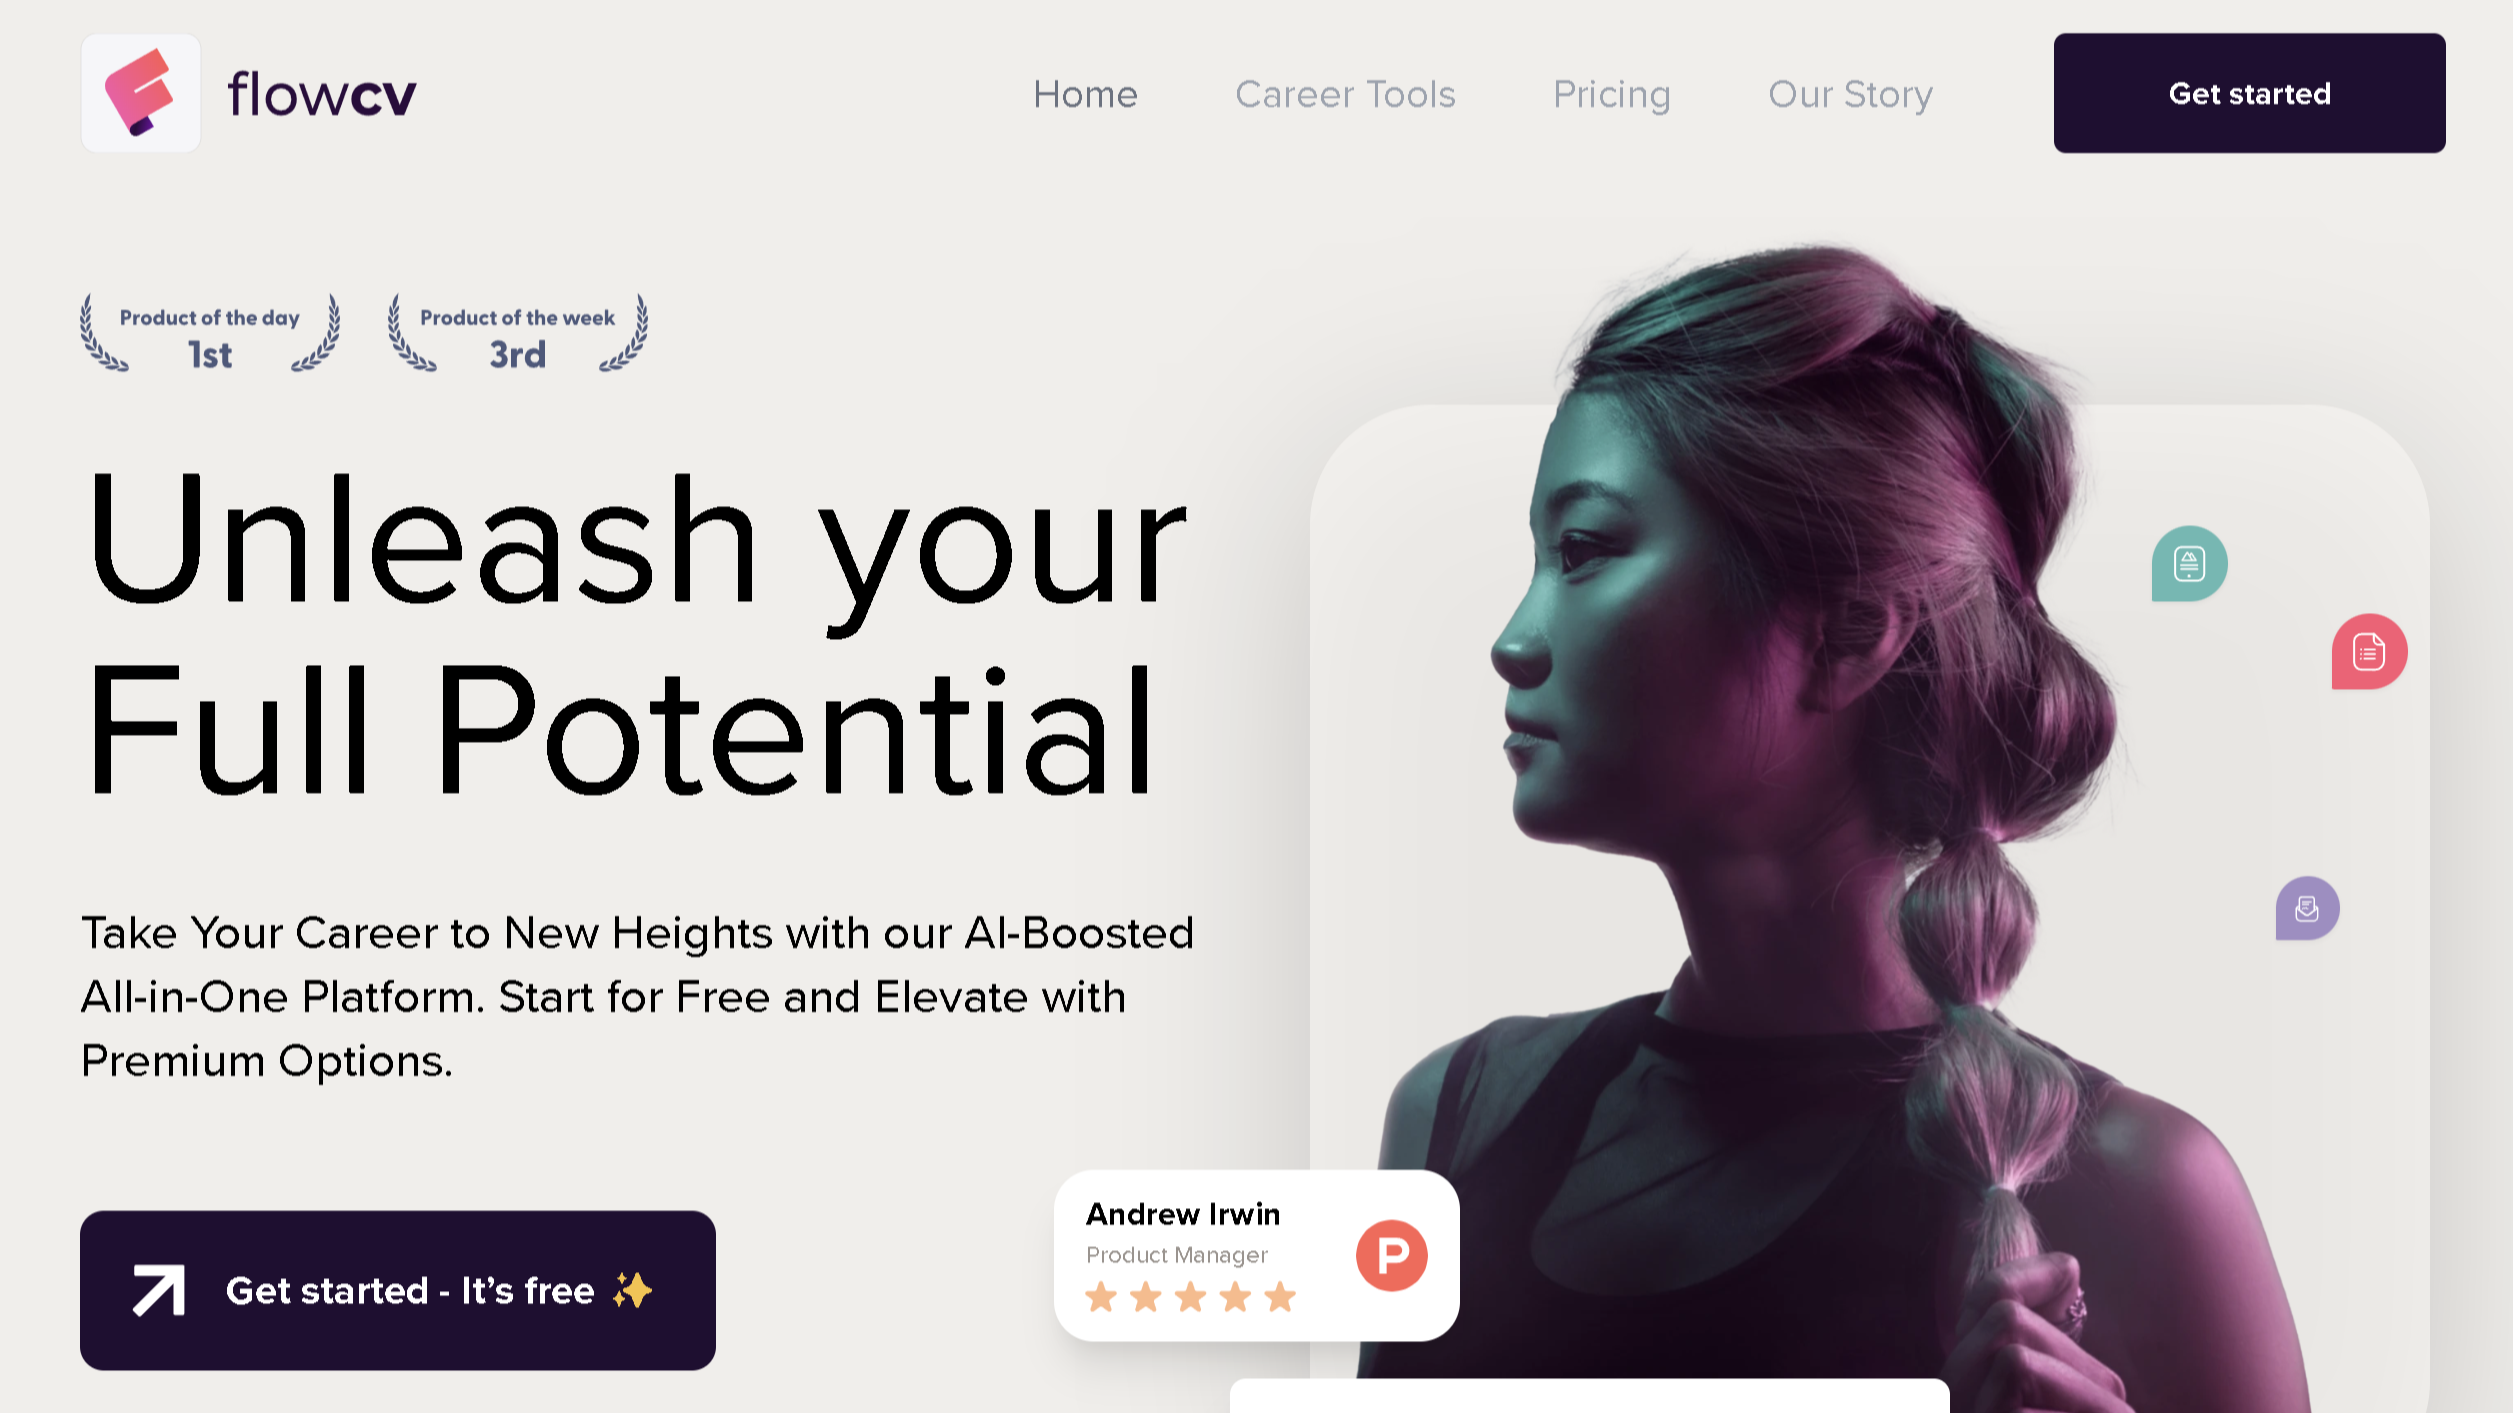 flowcv
Home
Career Tools
Pricing
Our Story
Get started
Product of the day
1st
Product of the week
3rd
Unleash your
Full Potential
Take Your Career to New Heights with our AI-Boosted
All-in-One Platform. Start for Free and Elevate with
Premium Options.
Get started - It’s free ✨
Andrew Irwin
Product Manager
P